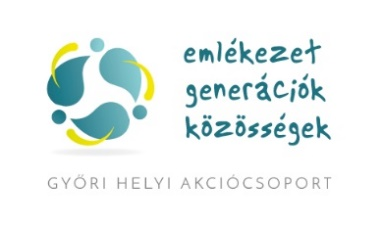 emlékezet
generációk
közösségek
GYŐRI HELYI AKCIÓCSOPORT